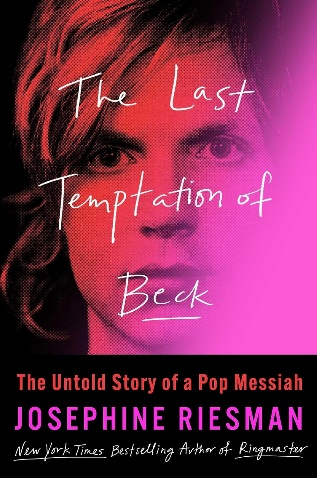 The Last
Temptation of
Beck
The Untold Story of a Pop Messiah
JOSEPHINE RIESMAN
New York Times Bestselling Author of Ringmaster